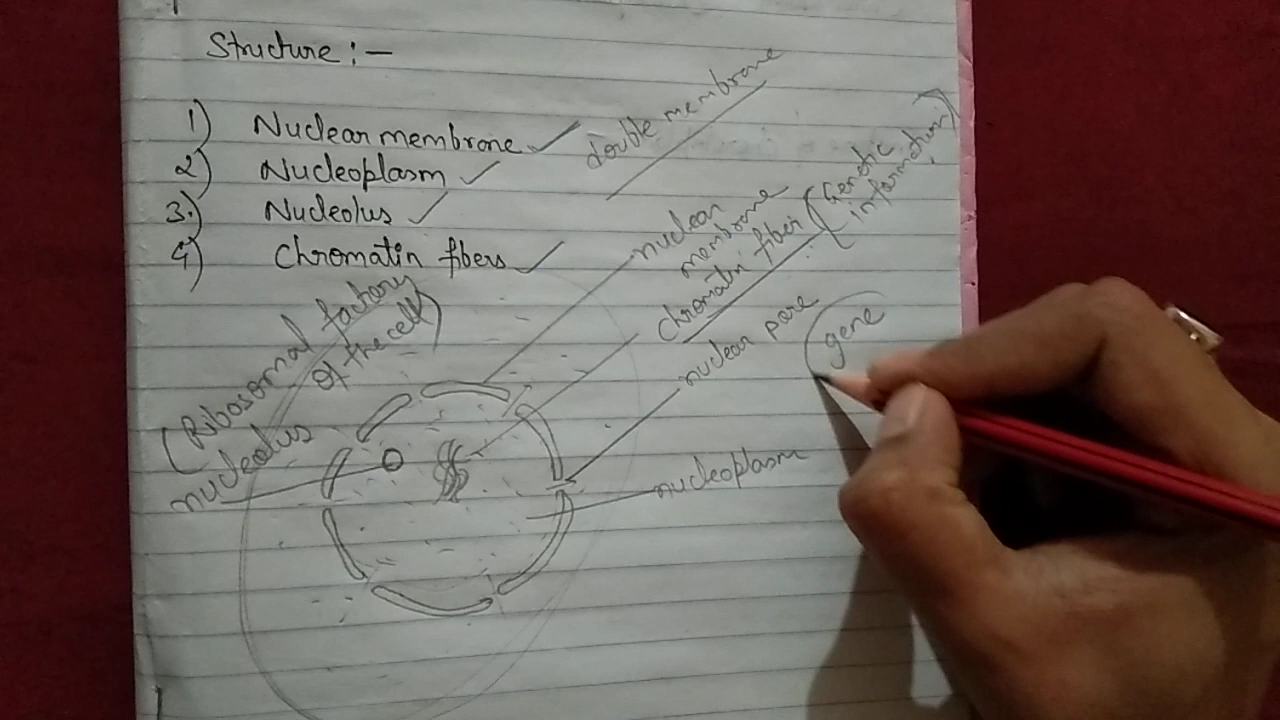 Structure :-
1) Nuclear membrane
2) Nucleoplasm
3.) Nucleolus
4) Chromatin fibers
double membrane
nuclear
membrane
chromatin fiber (Genetic
information)
nuclear pore
gene
nucleoplasm
(Ribosomal factory
of the cell)
nucleolus